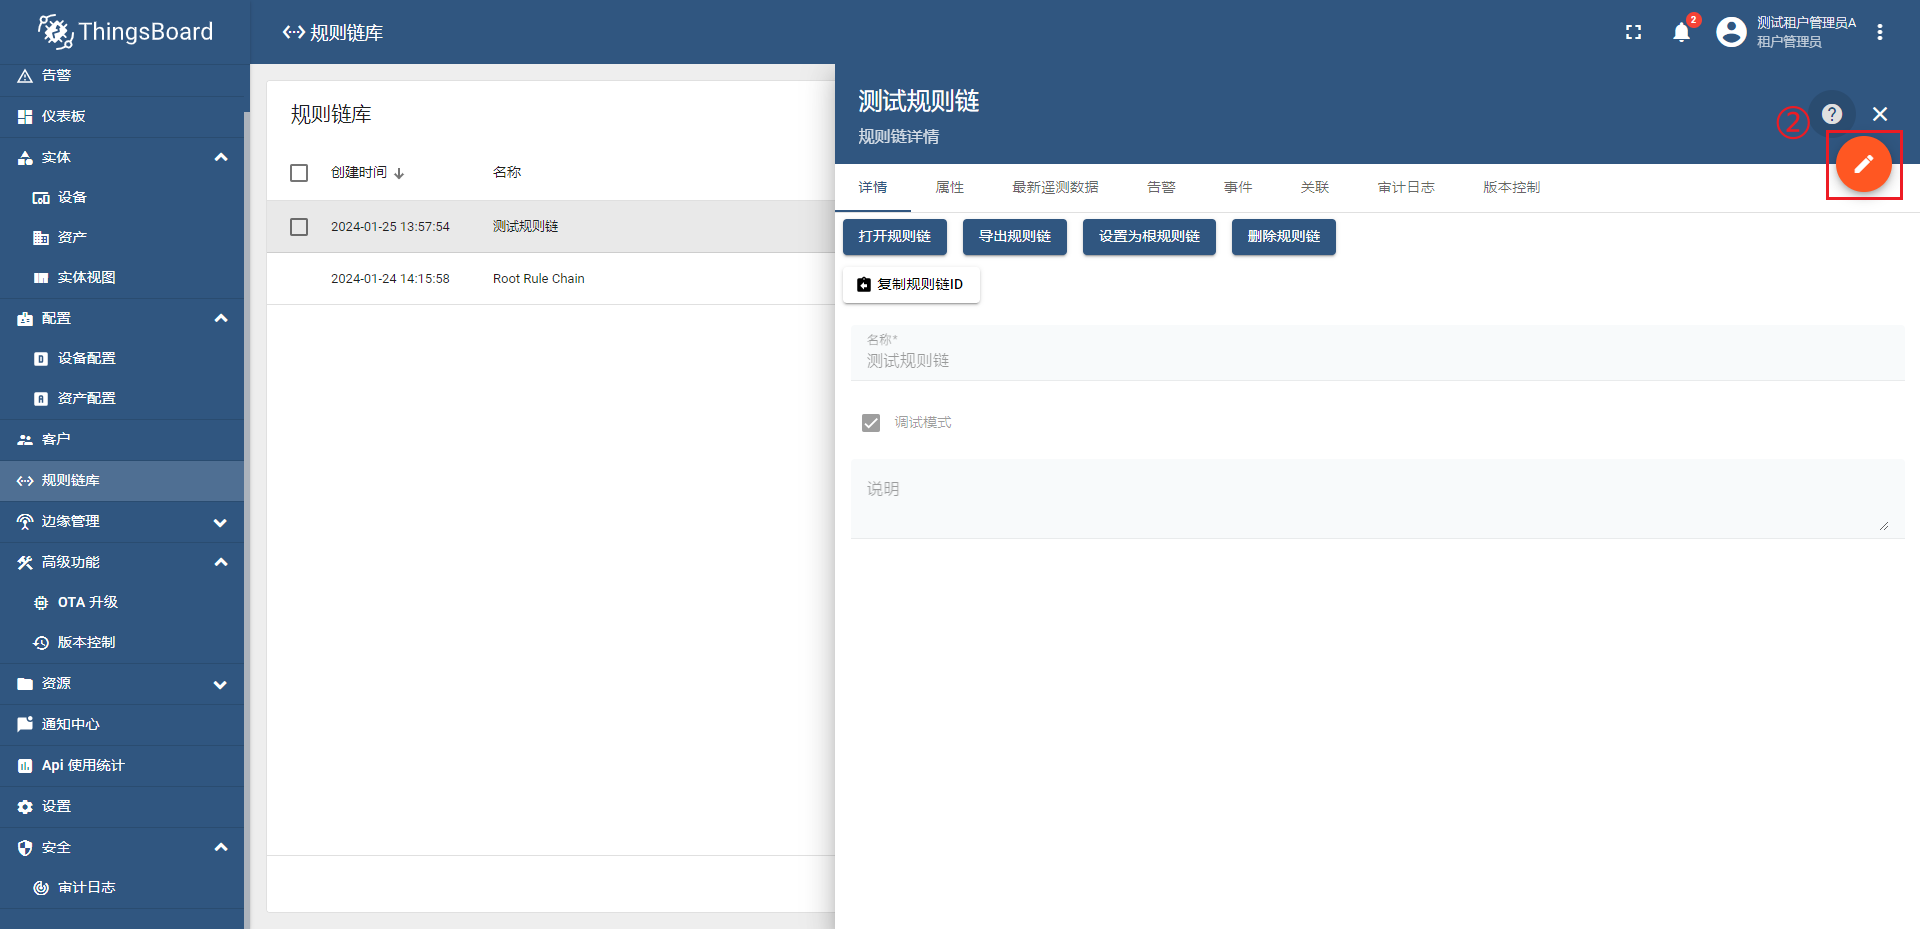 ThingsBoard
规则链库
2
测试租户管理员A
租户管理员
告警
仪表板
实体
设备
资产
实体视图
配置
设备配置
资产配置
客户
规则链库
边缘管理
高级功能
OTA 升级
版本控制
资源
通知中心
Api 使用统计
设置
安全
审计日志
规则链库
创建时间 名称
2024-01-25 13:57:54 测试规则链
2024-01-24 14:15:58 Root Rule Chain
测试规则链
规则链详情
②
?
详情 属性 最新遥测数据 告警 事件 关联 审计日志 版本控制
打开规则链 导出规则链 设置为根规则链 删除规则链
复制规则链ID
名称*
测试规则链
调试模式
说明